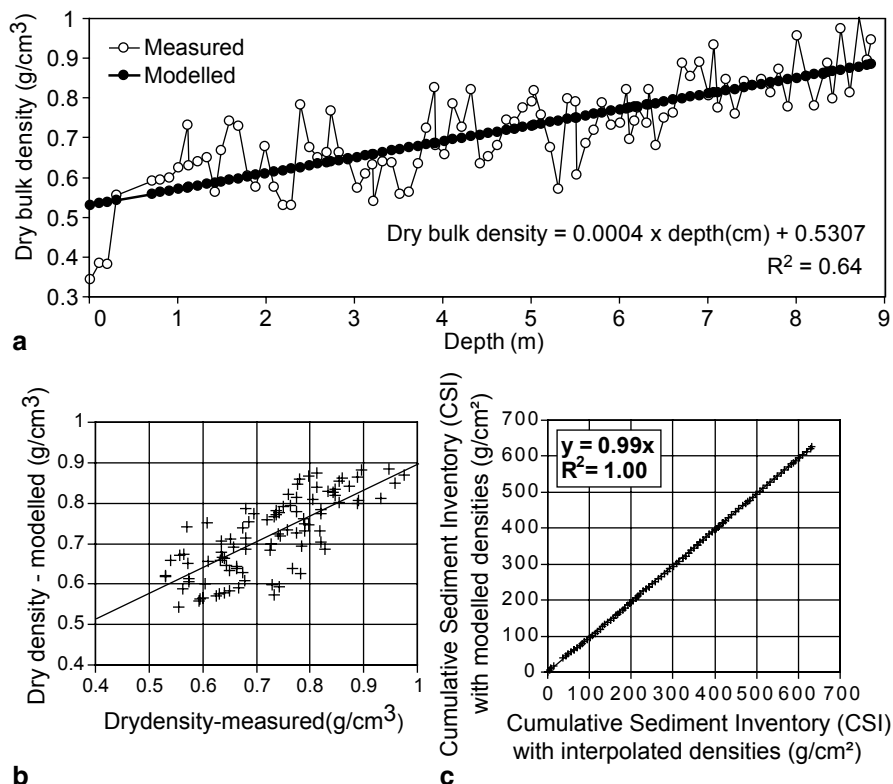 1
0.9
0.8
0.7
0.6
0.5
0.4
0.3
Dry bulk density (g/cm³)
Measured
Modelled
Dry bulk density = 0.0004 x depth(cm) + 0.5307
R² = 0.64
0 1 2 3 4 5 6 7 8 9
Depth (m)
a
1
0.9
0.8
0.7
0.6
0.5
0.4
Dry density - modelled (g/cm³)
0.4 0.5 0.6 0.7 0.8 0.9 1
Drydensity-measured(g/cm³)
b
Cumulative Sediment Inventory (CSI)
with modelled densities (g/cm²)
700
600
500
400
300
200
100
0
y = 0.99x
R²= 1.00
0 100 200 300 400 500 600 700
Cumulative Sediment Inventory (CSI)
with interpolated densities (g/cm²)
c